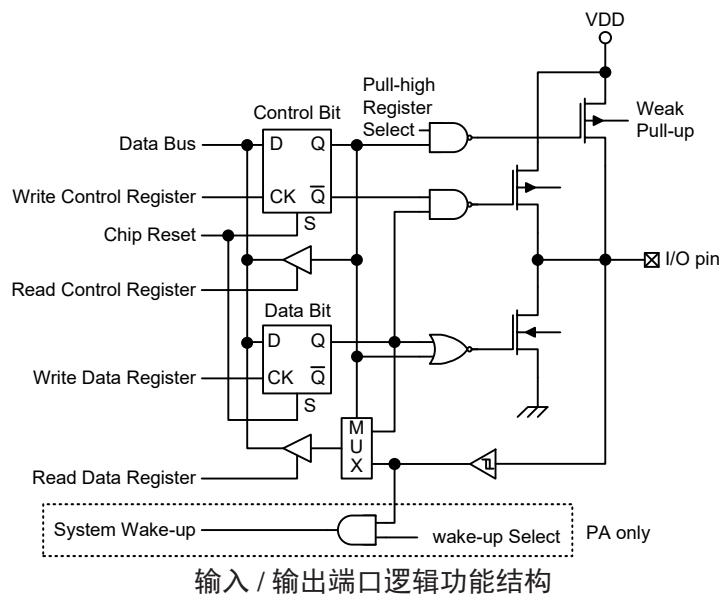 VDD
Pull-high
Register
Select
Weak
Pull-up
Control Bit
Data Bus
D
Q
Write Control Register
CK
Q
S
Chip Reset
I/O pin
Read Control Register
Data Bit
D
Q
Write Data Register
CK
Q
S
M
U
X
Read Data Register
System Wake-up
wake-up Select
PA only
输入 / 输出端口逻辑功能结构